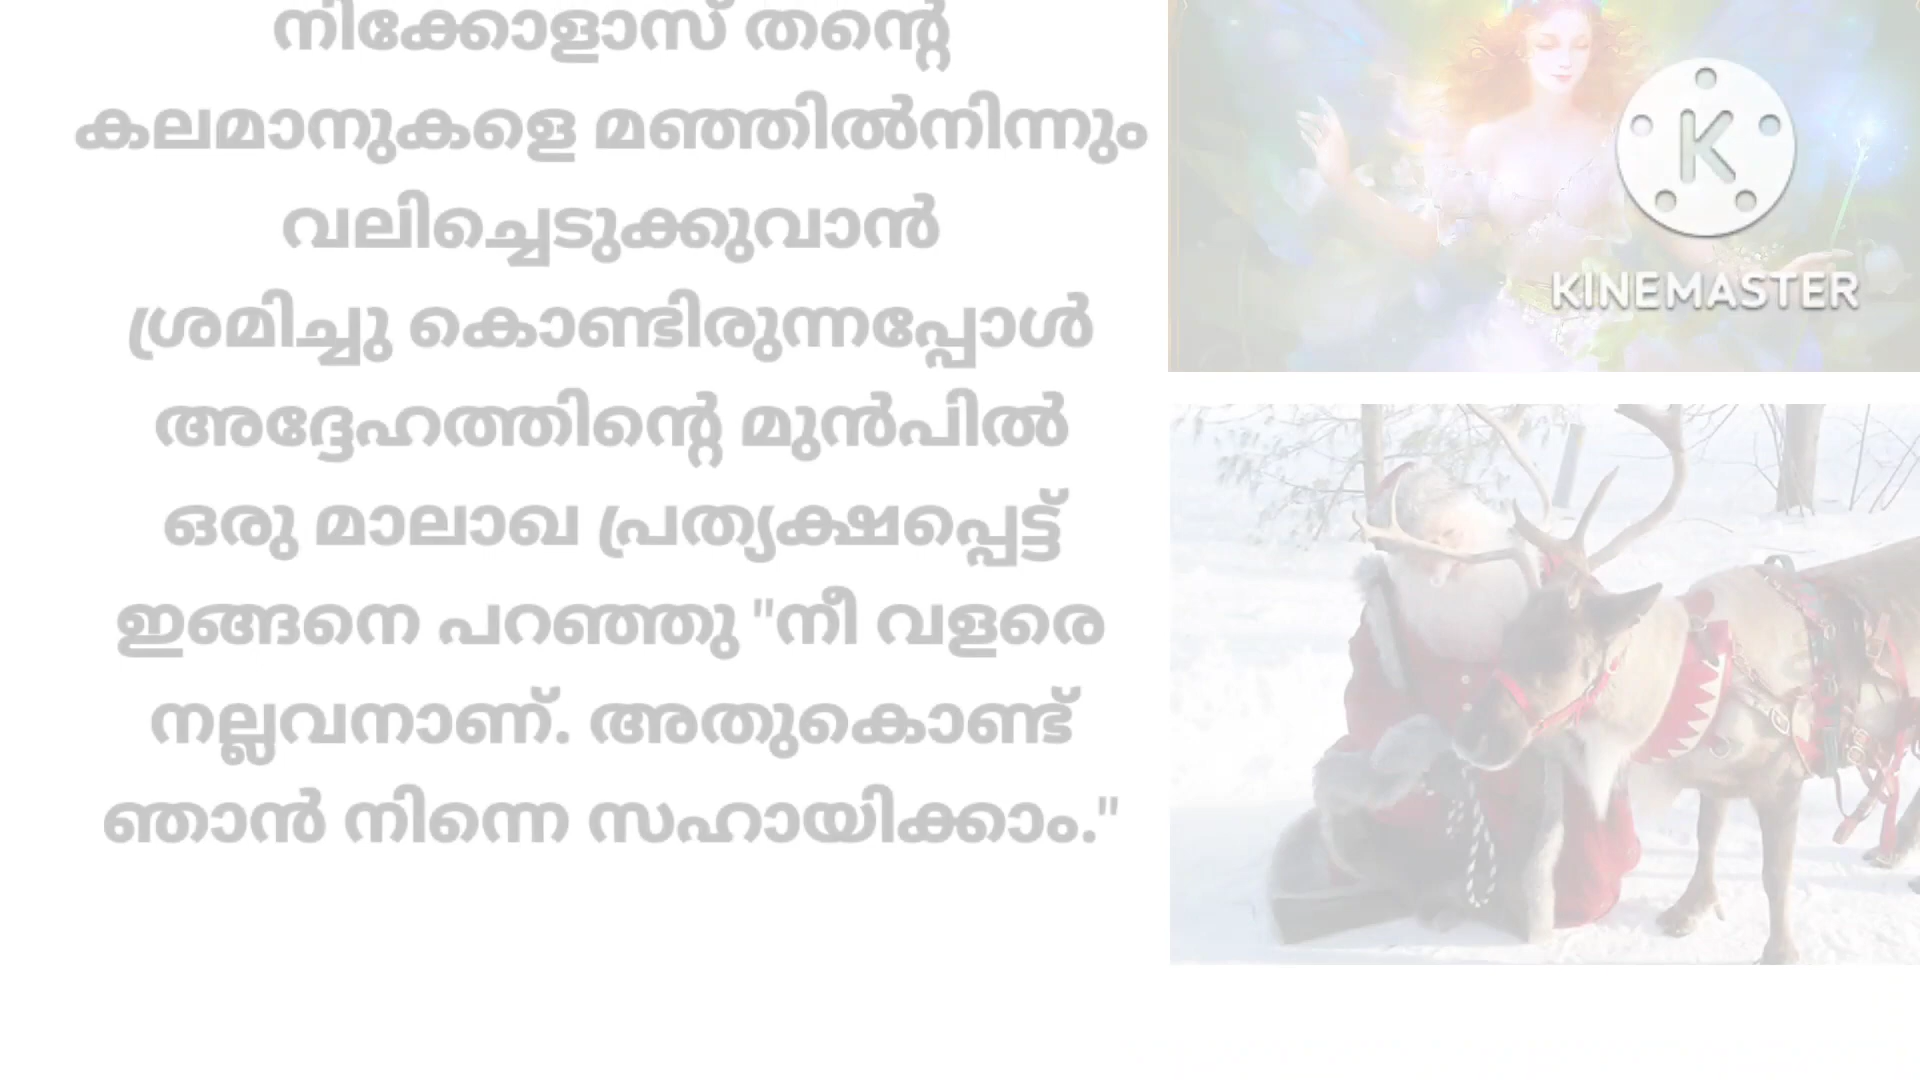 നിക്കോളാസ് തന്റെ
കലമാനുകളെ മഞ്ഞിൽനിന്നും
വലിച്ചെടുക്കുവാൻ
ശ്രമിച്ചു കൊണ്ടിരുന്നപ്പോൾ
അദ്ദേഹത്തിന്റെ മുൻപിൽ
ഒരു മാലാഖ പ്രത്യക്ഷപ്പെട്ട്
ഇങ്ങനെ പറഞ്ഞു "നീ വളരെ
നല്ലവനാണ്. അതുകൊണ്ട്
ഞാൻ നിന്നെ സഹായിക്കാം."
K
KINEMASTER